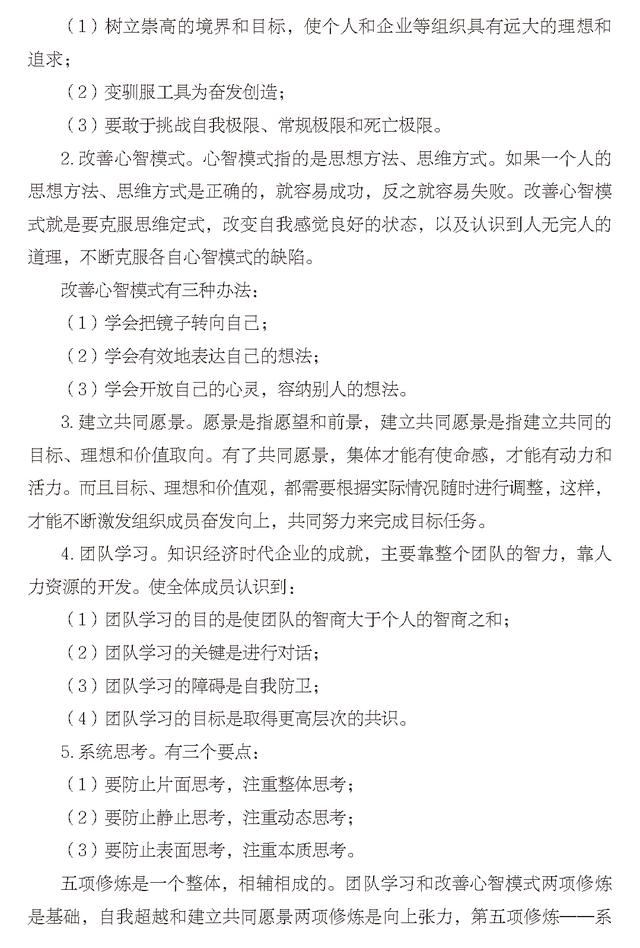 （1）树立崇高的境界和目标，使个人和企业等组织具有远大的理想和
追求；
（2）变驯服工具为奋发创造；
（3）要敢于挑战自我极限、常规极限和死亡极限。
2. 改善心智模式。心智模式指的是思想方法、思维方式。如果一个人的
思想方法、思维方式是正确的，就容易成功，反之就容易失败。改善心智模
式就是要克服思维定式，改变自我感觉良好的状态，以及认识到人无完人的
道理，不断克服各自心智模式的缺陷。
改善心智模式有三种办法：
（1）学会把镜子转向自己；
（2）学会有效地表达自己的想法；
（3）学会开放自己的心灵，容纳别人的想法。
3. 建立共同愿景。愿景是指愿望和前景，建立共同愿景是指建立共同的
目标、理想和价值取向。有了共同愿景，集体才能有使命感，才能有动力和
活力。而且目标、理想和价值观，都需要根据实际情况随时进行调整，这样，
才能不断激发组织成员奋发向上，共同努力来完成目标任务。
4. 团队学习。知识经济时代企业的成就，主要靠整个团队的智力，靠人
力资源的开发。使全体成员认识到：
（1）团队学习的目的是使团队的智商大于个人的智商之和；
（2）团队学习的关键是进行对话；
（3）团队学习的障碍是自我防卫；
（4）团队学习的目标是取得更高层次的共识。
5. 系统思考。有三个要点：
（1）要防止片面思考，注重整体思考；
（2）要防止静止思考，注重动态思考；
（3）要防止表面思考，注重本质思考。
五项修炼是一个整体，相辅相成的。团队学习和改善心智模式两项修炼
是基础，自我超越和建立共同愿景两项修炼是向上张力，第五项修炼——系